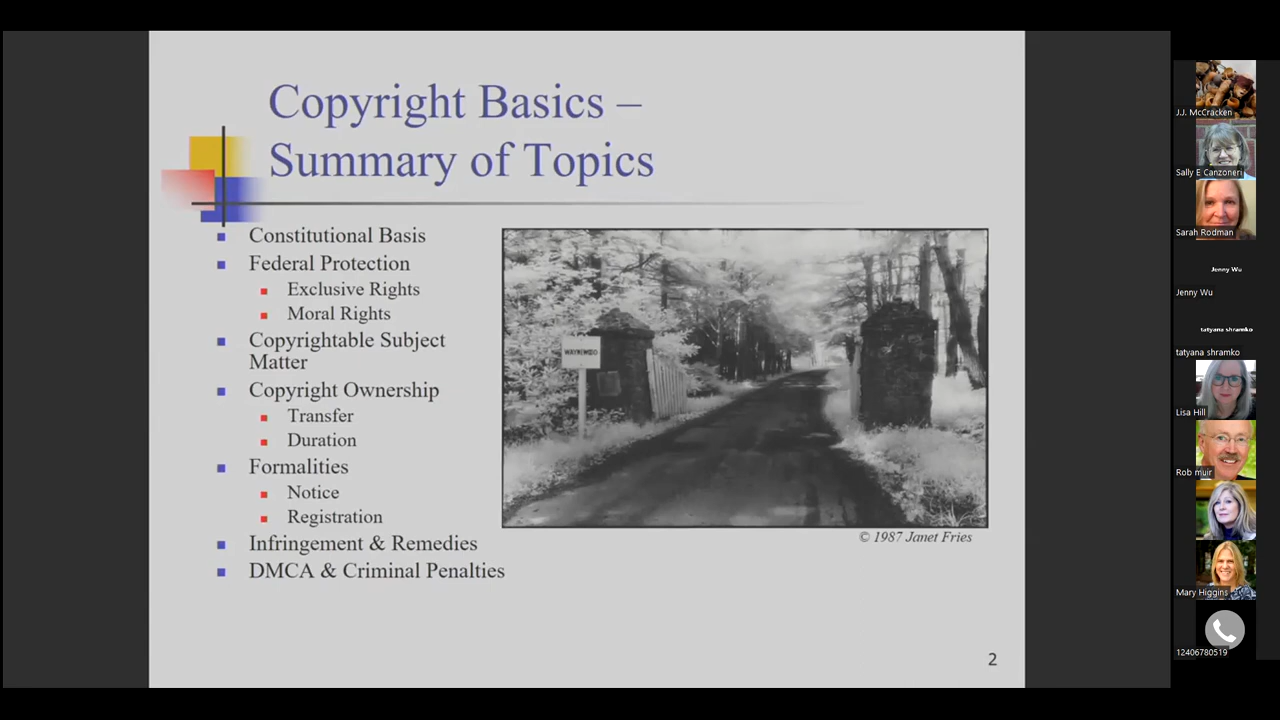 Copyright Basics –
Summary of Topics
Constitutional Basis
Federal Protection
Exclusive Rights
Moral Rights
Copyrightable Subject
Matter
Copyright Ownership
Transfer
Duration
Formalities
Notice
Registration
Infringement & Remedies
DMCA & Criminal Penalties
WAYNEWOOD
© 1987 Janet Fries
2
J.J. McCracken
Sally E Canzoneri
Sarah Rodman
Jenny Wu
Jenny Wu
tatyana shramko
tatyana shramko
Lisa Hill
Rob muir
Mary Higgins
12406780519